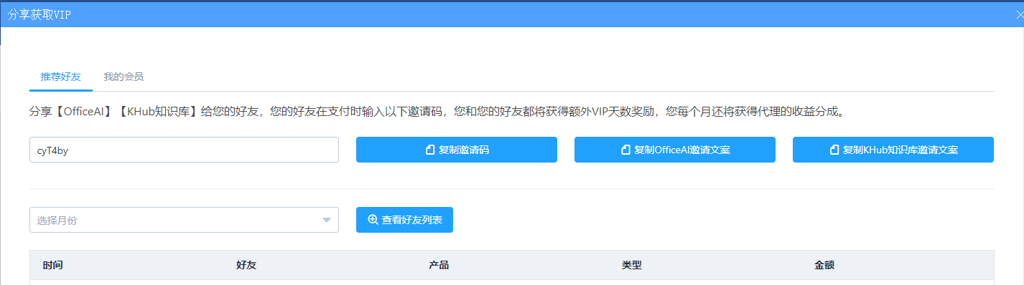 分享获取VIP
推荐好友 我的会员
分享【OfficeAI】【KHub知识库】给您的好友，您的好友在支付时输入以下邀请码，您和您的好友都将获得额外VIP天数奖励，您每个月还将获得代理的收益分成。
cyT4by 复制邀请码 复制OfficeAI邀请文案 复制KHub知识库邀请文案
选择月份 查看好友列表
时间 好友 产品 类型 金额